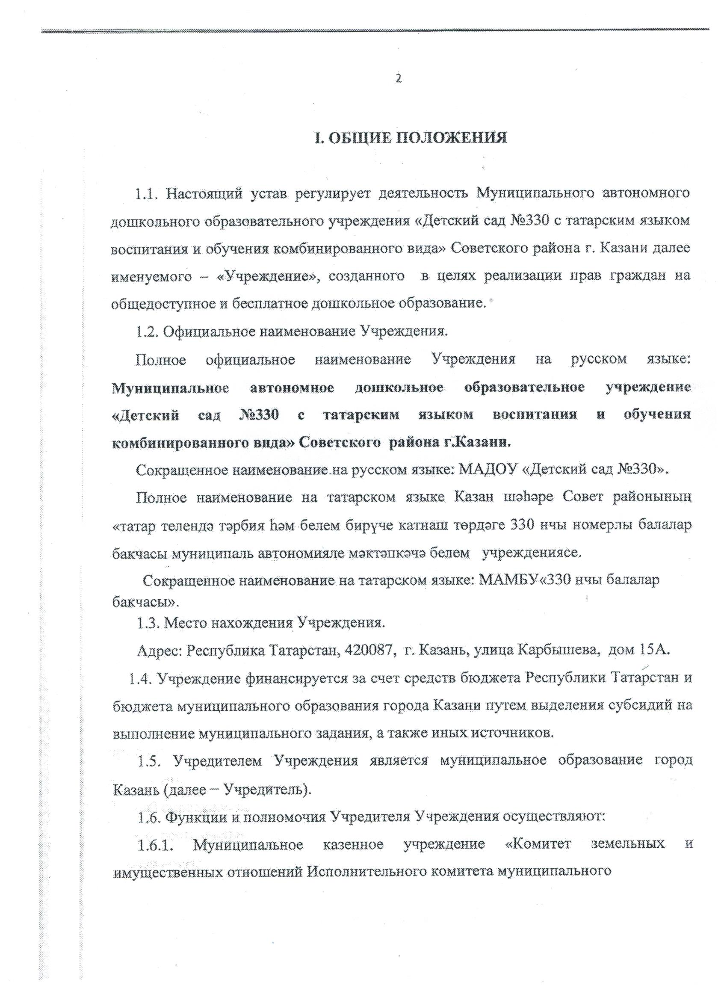 2
I. ОБЩИЕ ПОЛОЖЕНИЯ
1.1. Настоящий устав регулирует деятельность Муниципального автономного
дошкольного образовательного учреждения «Детский сад №330 с татарским языком
воспитания и обучения комбинированного вида» Советского района г. Казани далее
именуемого – «Учреждение», созданного в целях реализации прав граждан на
общедоступное и бесплатное дошкольное образование.
1.2. Официальное наименование Учреждения.
Полное официальное наименование Учреждения на русском языке:
Муниципальное автономное дошкольное образовательное учреждение
«Детский сад №330 с татарским языком воспитания и обучения
комбинированного вида» Советского района г.Казани.
Сокращенное наименование на русском языке: МАДОУ «Детский сад №330».
Полное наименование на татарском языке Казан шәһәре Совет районының
«татар телендә тәрбия һәм белем бирүче катнаш төрдәге 330 нчы номерлы балалар
бакчасы муниципаль автономияле мәктәпкәчә белем учреждениясе.
Сокращенное наименование на татарском языке: МАМБУ«330 нчы балалар
бакчасы».
1.3. Место нахождения Учреждения.
Адрес: Республика Татарстан, 420087, г. Казань, улица Карбышева, дом 15А.
1.4. Учреждение финансируется за счет средств бюджета Республики Татарстан и
бюджета муниципального образования города Казани путем выделения субсидий на
выполнение муниципального задания, а также иных источников.
1.5. Учредителем Учреждения является муниципальное образование город
Казань (далее – Учредитель).
1.6. Функции и полномочия Учредителя Учреждения осуществляют:
1.6.1. Муниципальное казенное учреждение «Комитет земельных и
имущественных отношений Исполнительного комитета муниципального